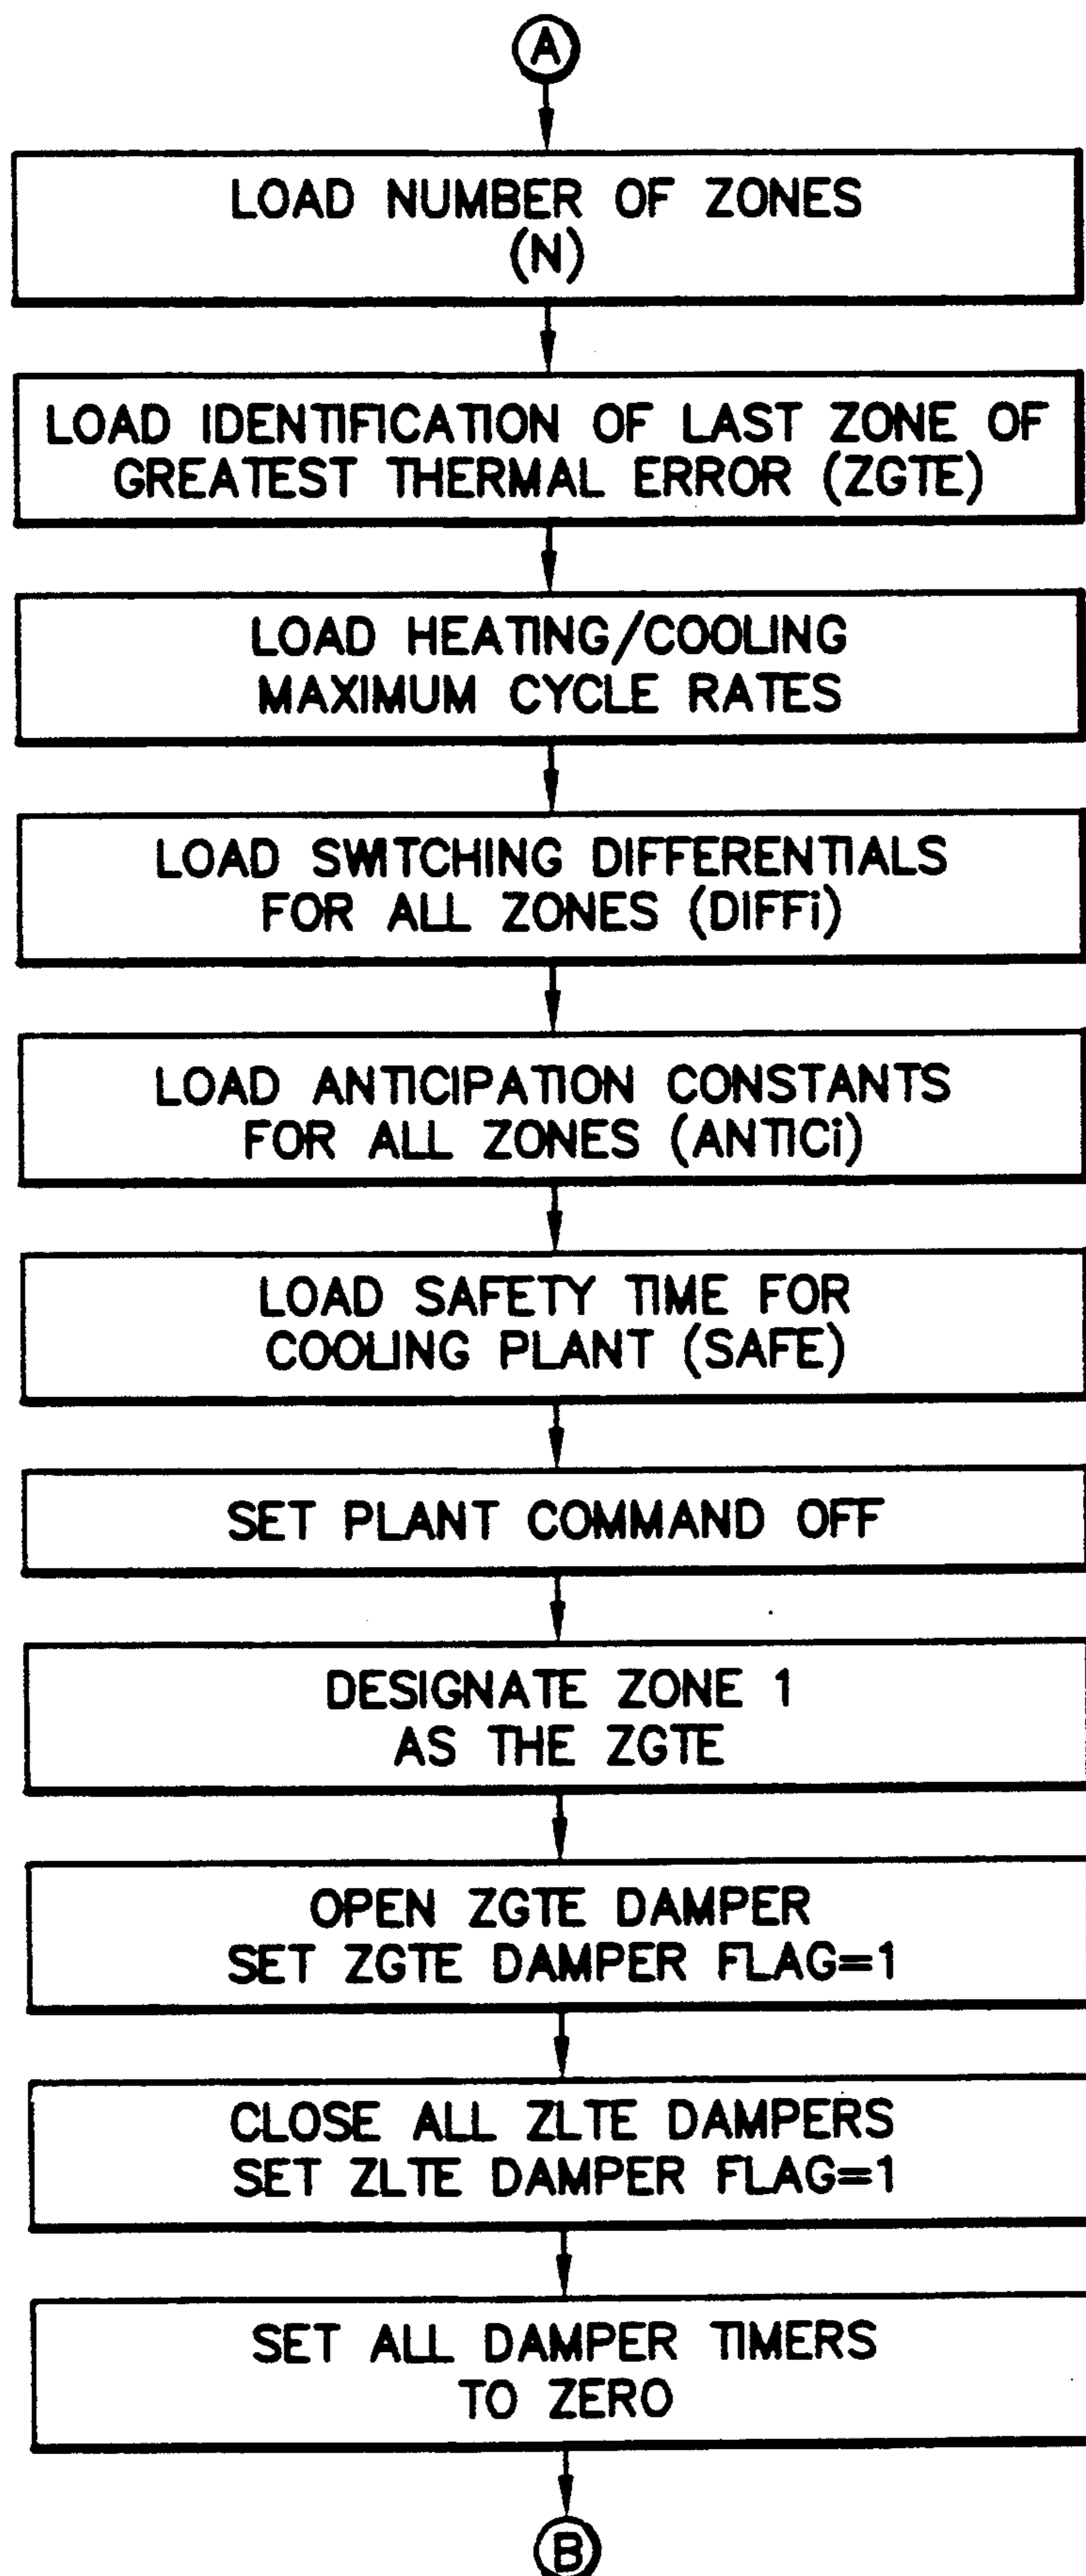 A
LOAD NUMBER OF ZONES
(N)
LOAD IDENTIFICATION OF LAST ZONE OF
GREATEST THERMAL ERROR (ZGTE)
LOAD HEATING/COOLING
MAXIMUM CYCLE RATES
LOAD SWITCHING DIFFERENTIALS
FOR ALL ZONES (DIFFi)
LOAD ANTICIPATION CONSTANTS
FOR ALL ZONES (ANTICi)
LOAD SAFETY TIME FOR
COOLING PLANT (SAFE)
SET PLANT COMMAND OFF
DESIGNATE ZONE 1
AS THE ZGTE
OPEN ZGTE DAMPER
SET ZGTE DAMPER FLAG=1
CLOSE ALL ZLTE DAMPERS
SET ZLTE DAMPER FLAG=1
SET ALL DAMPER TIMERS
TO ZERO
B